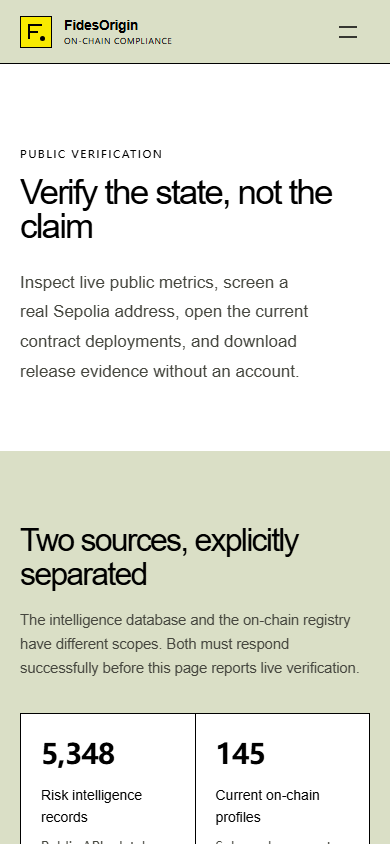 F.
FidesOrigin
ON-CHAIN COMPLIANCE
PUBLIC VERIFICATION
Verify the state, not the
claim
Inspect live public metrics, screen a
real Sepolia address, open the current
contract deployments, and download
release evidence without an account.
Two sources, explicitly
separated
The intelligence database and the on-chain registry
have different scopes. Both must respond
successfully before this page reports live verification.
5,348
Risk intelligence
records
145
Current on-chain
profiles